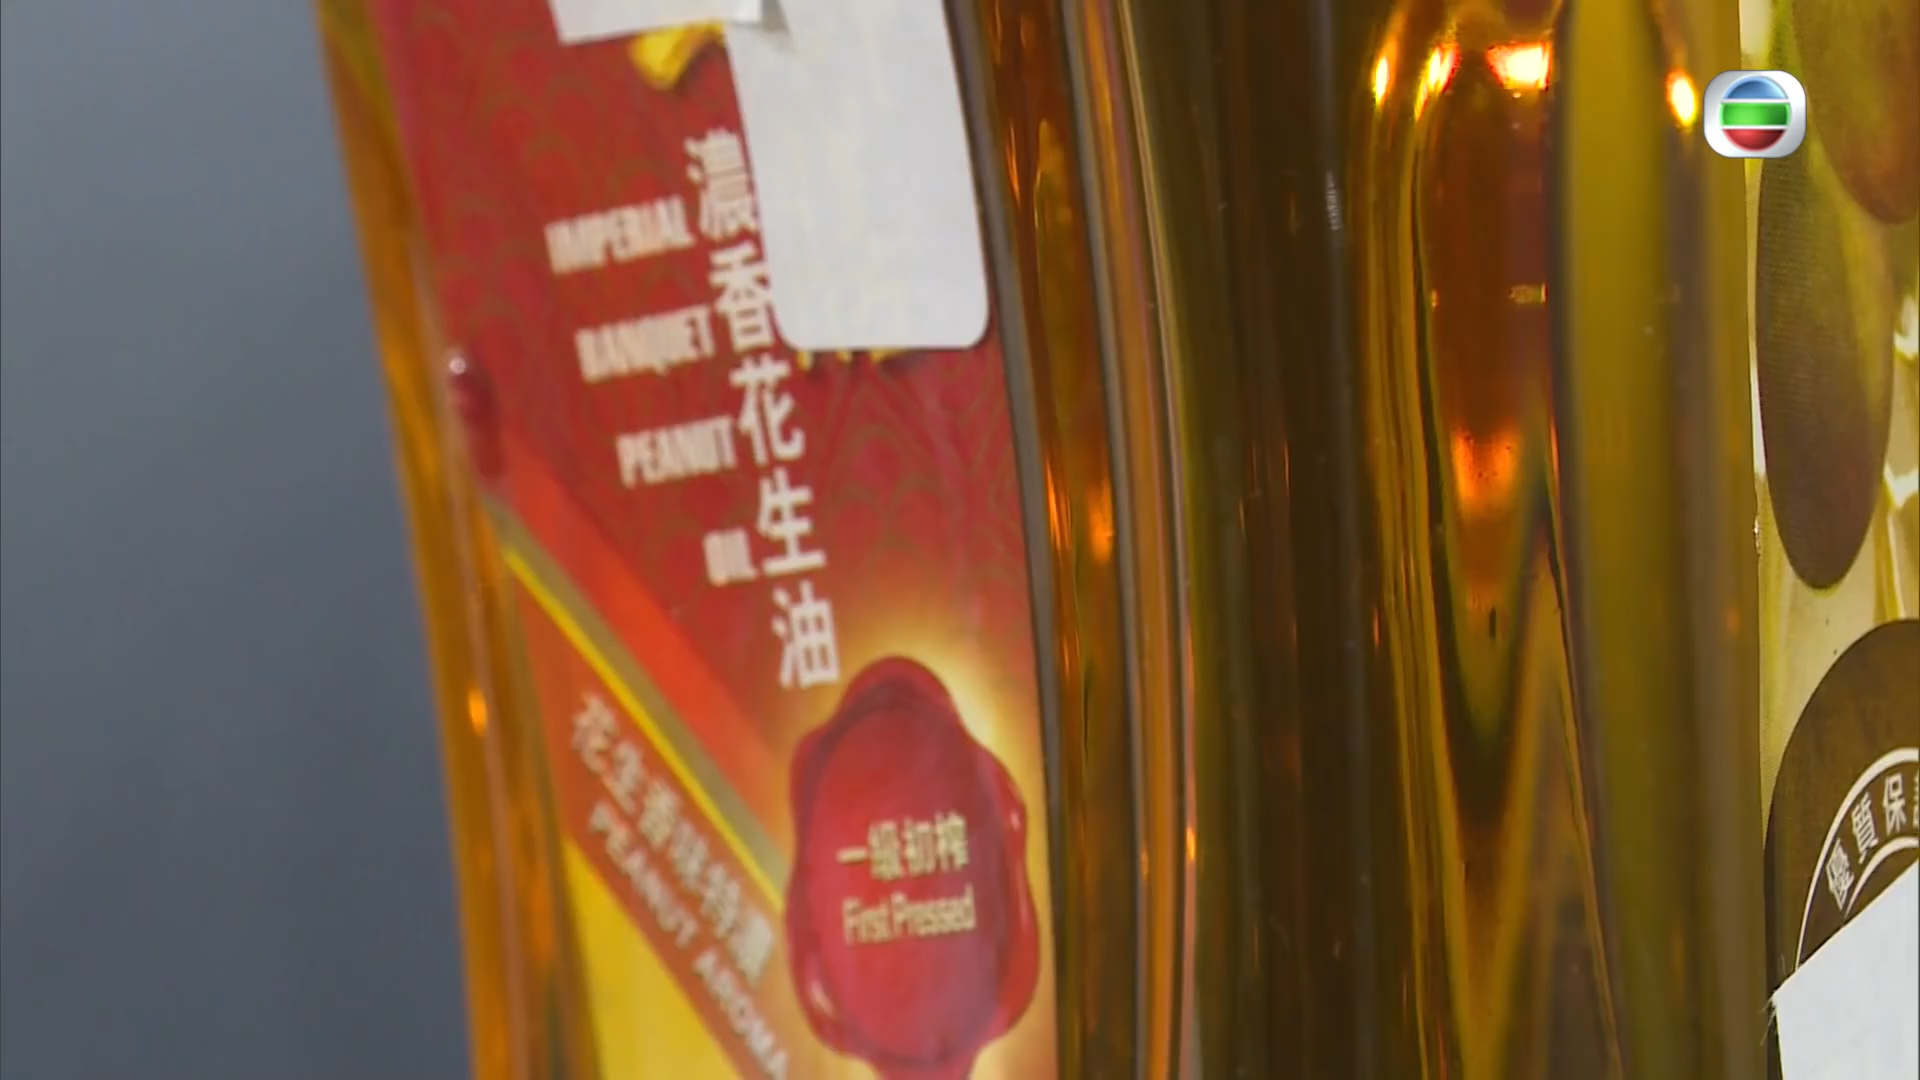 濃香花生油
IMPERIAL
BANQUET
PEANUT
OIL
花生香味特濃
PEANUT AROMA
一級初榨
First Pressed
優質保